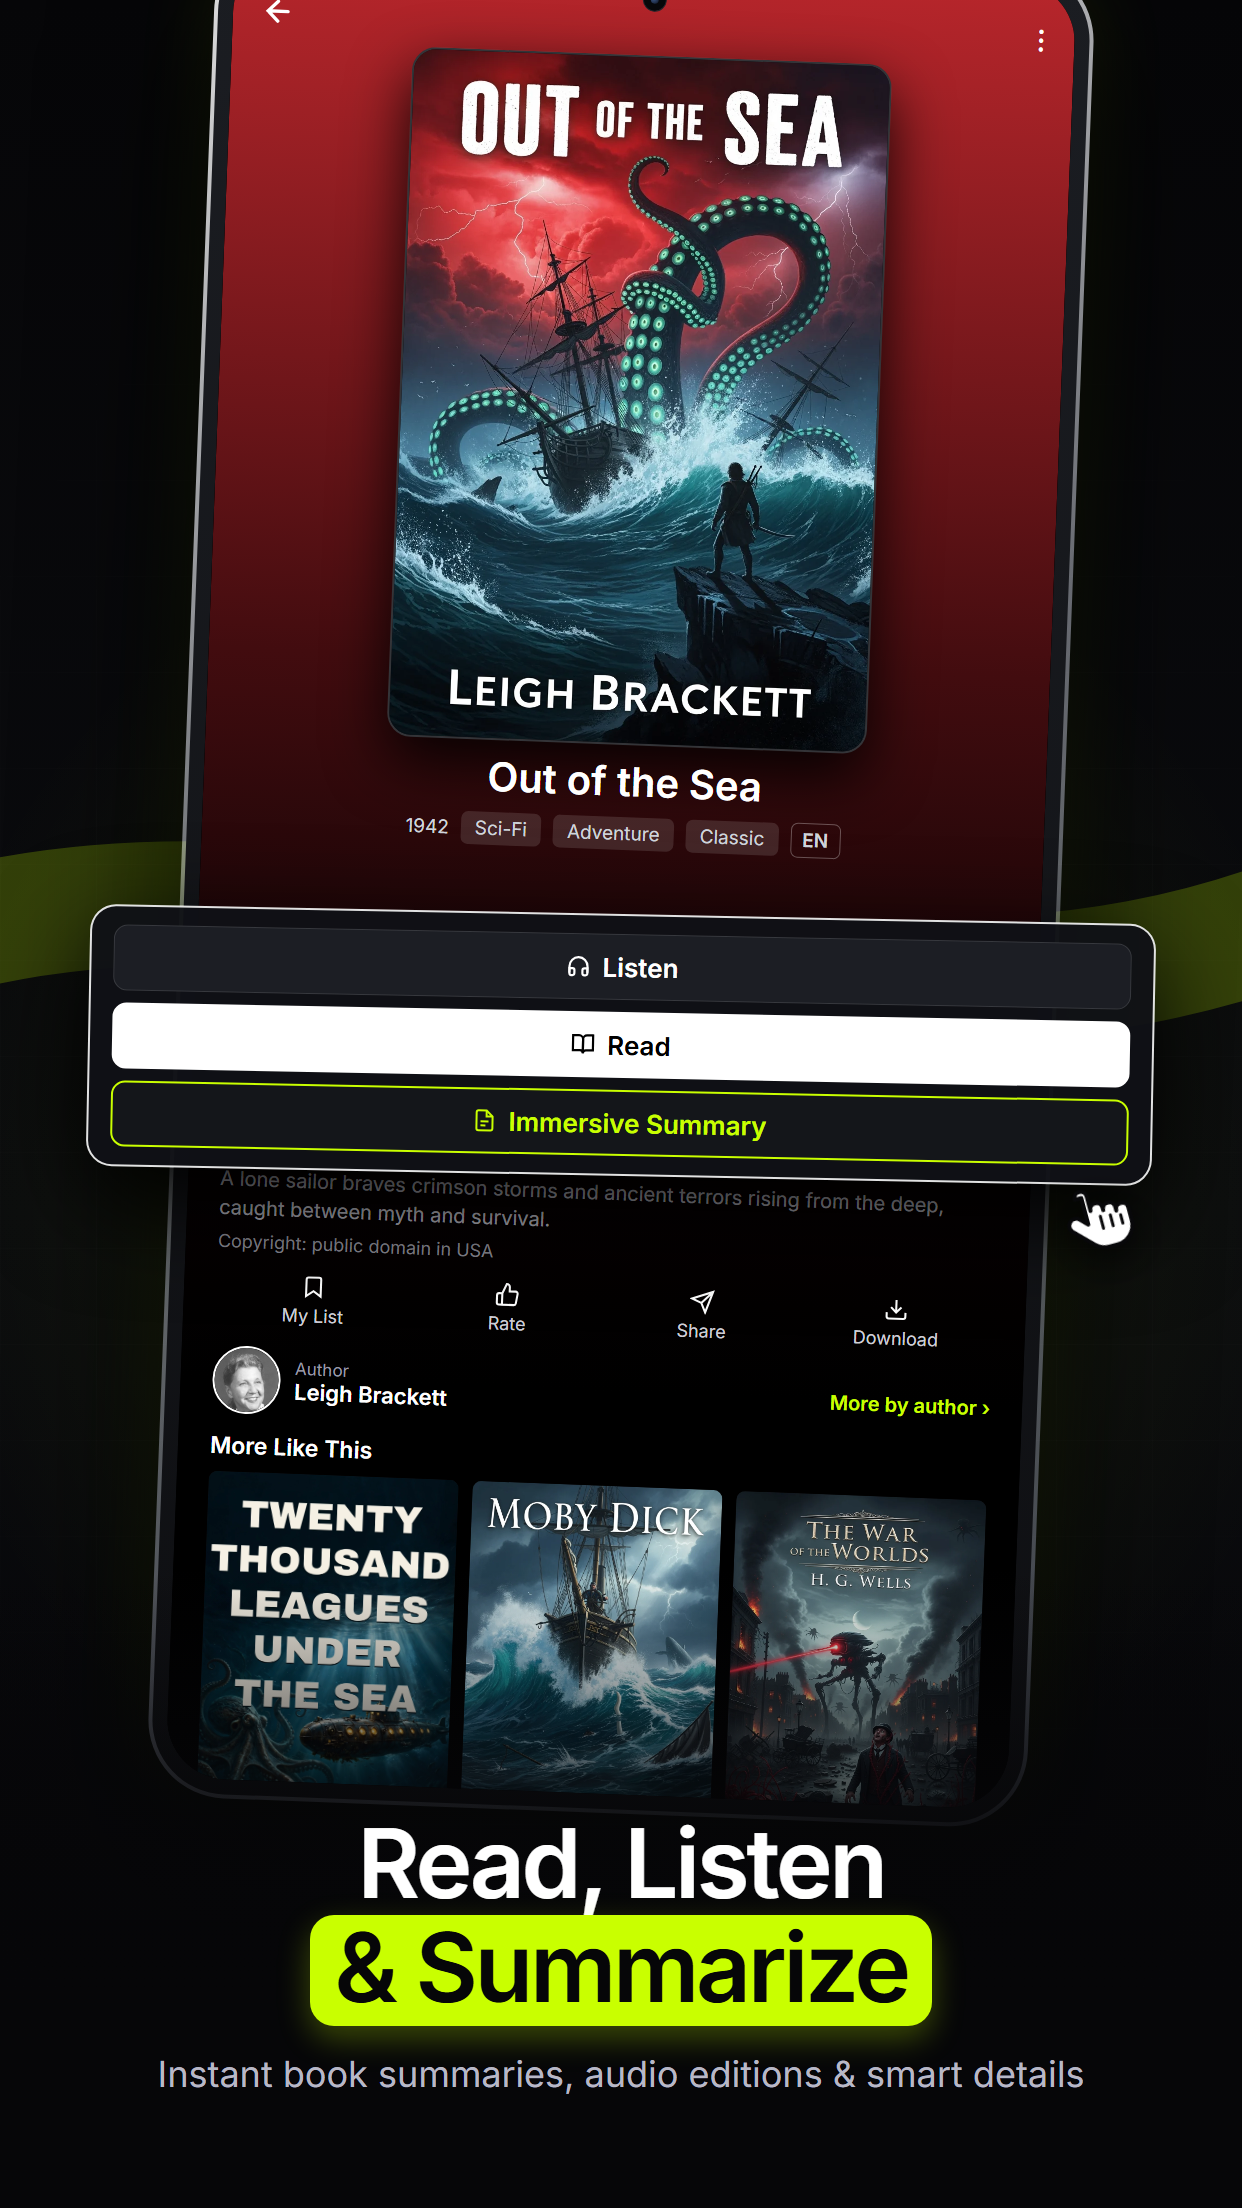 OUT OF THE SEA
LEIGH BRACKETT
Out of the Sea
1942 Sci-Fi Adventure Classic EN
Listen
Read
Immersive Summary
A lone sailor braves crimson storms and ancient terrors rising from the deep,
caught between myth and survival.
Copyright: public domain in USA
My List Rate Share Download
Author
Leigh Brackett
More by author ›
More Like This
TWENTY
THOUSAND
LEAGUES
UNDER
THE SEA
MOBY DICK
THE WAR
OF THE WORLDS
H. G. WELLS
Read, Listen
& Summarize
Instant book summaries, audio editions & smart details